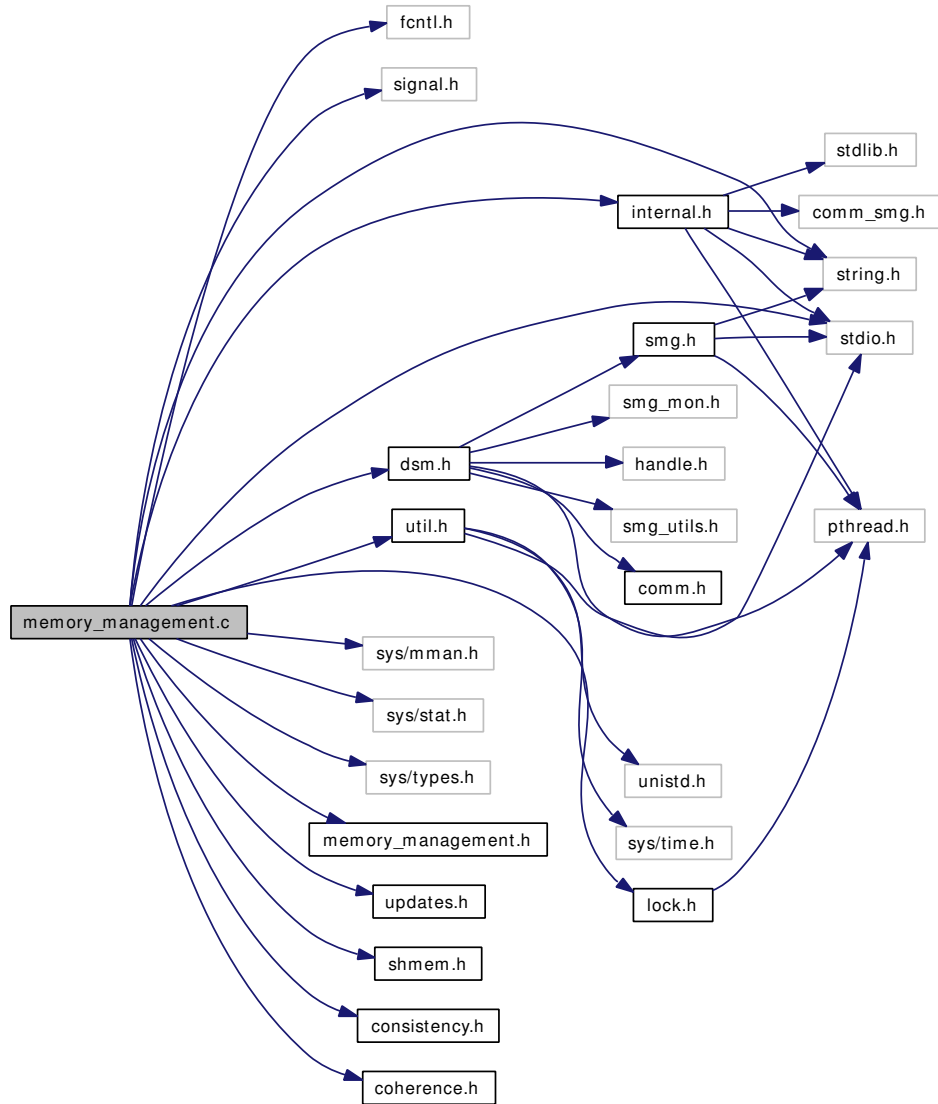 fcntl.h
signal.h
stdlib.h
internal.h
comm_smg.h
string.h
smg.h
stdio.h
smg_mon.h
dsm.h
handle.h
util.h
smg_utils.h
pthread.h
comm.h
memory_management.c
sys/mman.h
sys/stat.h
sys/types.h
unistd.h
memory_management.h
sys/time.h
updates.h
lock.h
shmem.h
consistency.h
coherence.h